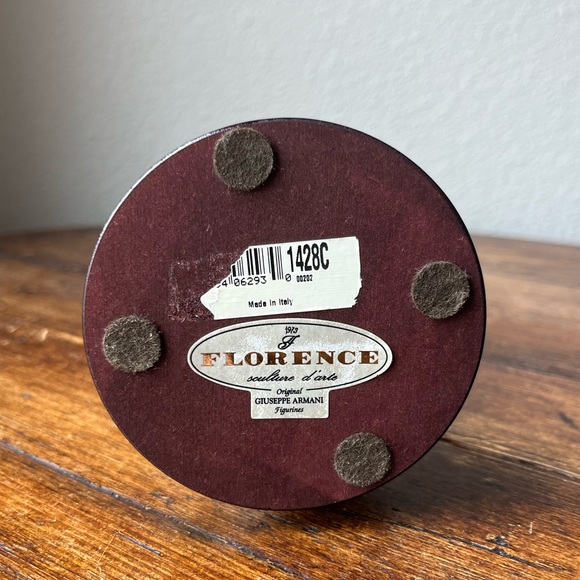 1428C
4 06293 0 00282
Made in Italy
1973
F
FLORENCE
sculture d'arte
Original
GIUSEPPE ARMANI
Figurines